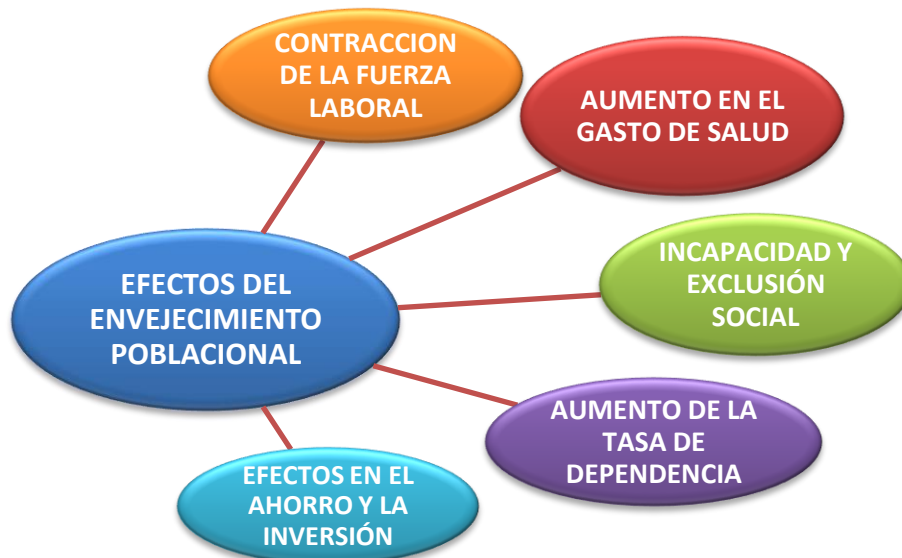 CONTRACCION
DE LA FUERZA
LABORAL
AUMENTO EN EL
GASTO DE SALUD
INCAPACIDAD Y
EXCLUSIÓN
SOCIAL
EFECTOS DEL
ENVEJECIMIENTO
POBLACIONAL
AUMENTO DE LA
TASA DE
DEPENDENCIA
EFECTOS EN EL
AHORRO Y LA
INVERSIÓN